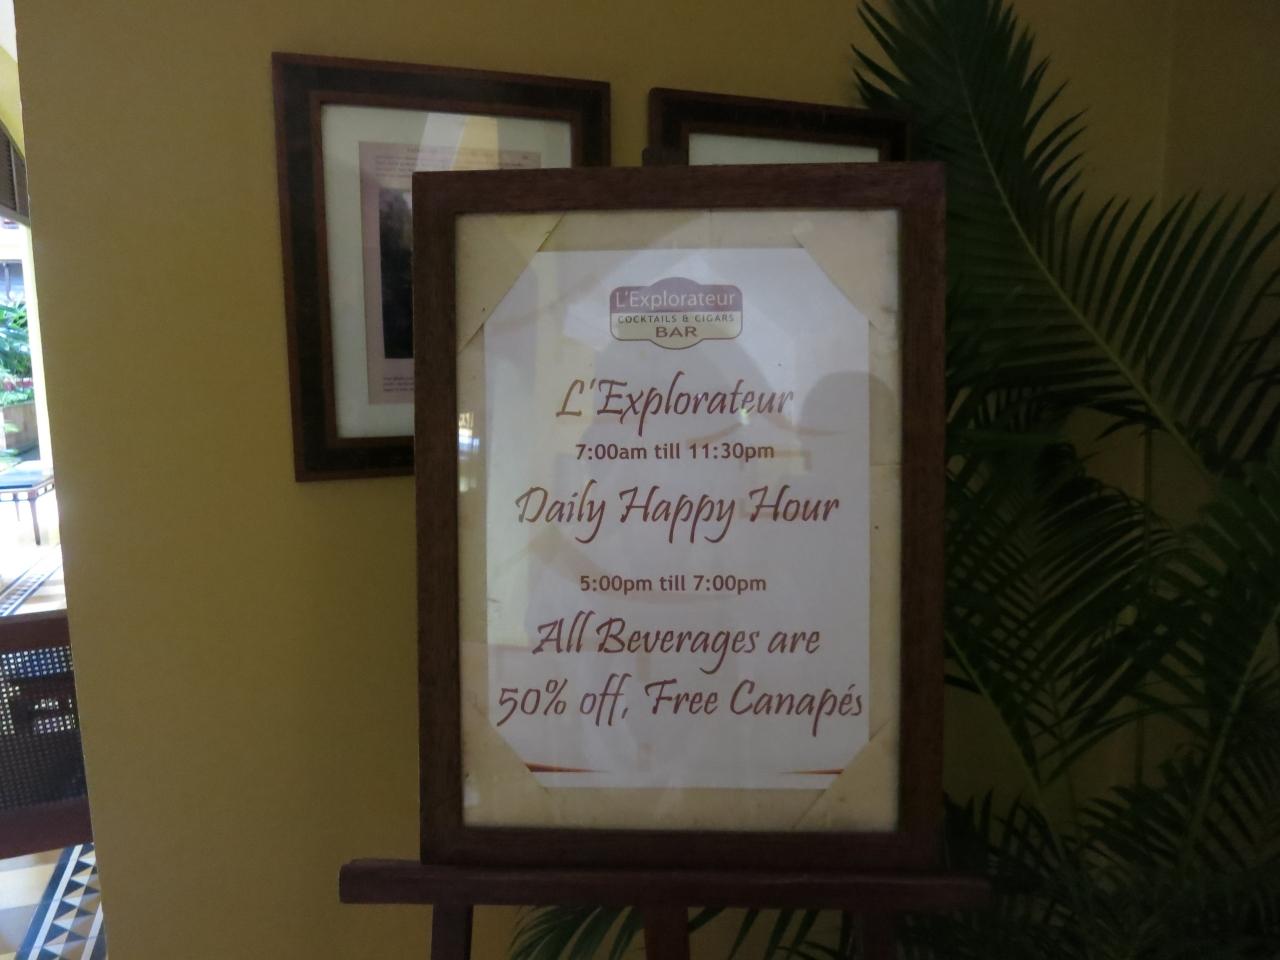 L'Explorateur
COCKTAILS & CIGARS
BAR
L'Explorateur
7:00am till 11:30pm
Daily Happy Hour
5:00pm till 7:00pm
All Beverages are
50% off, Free Canapés